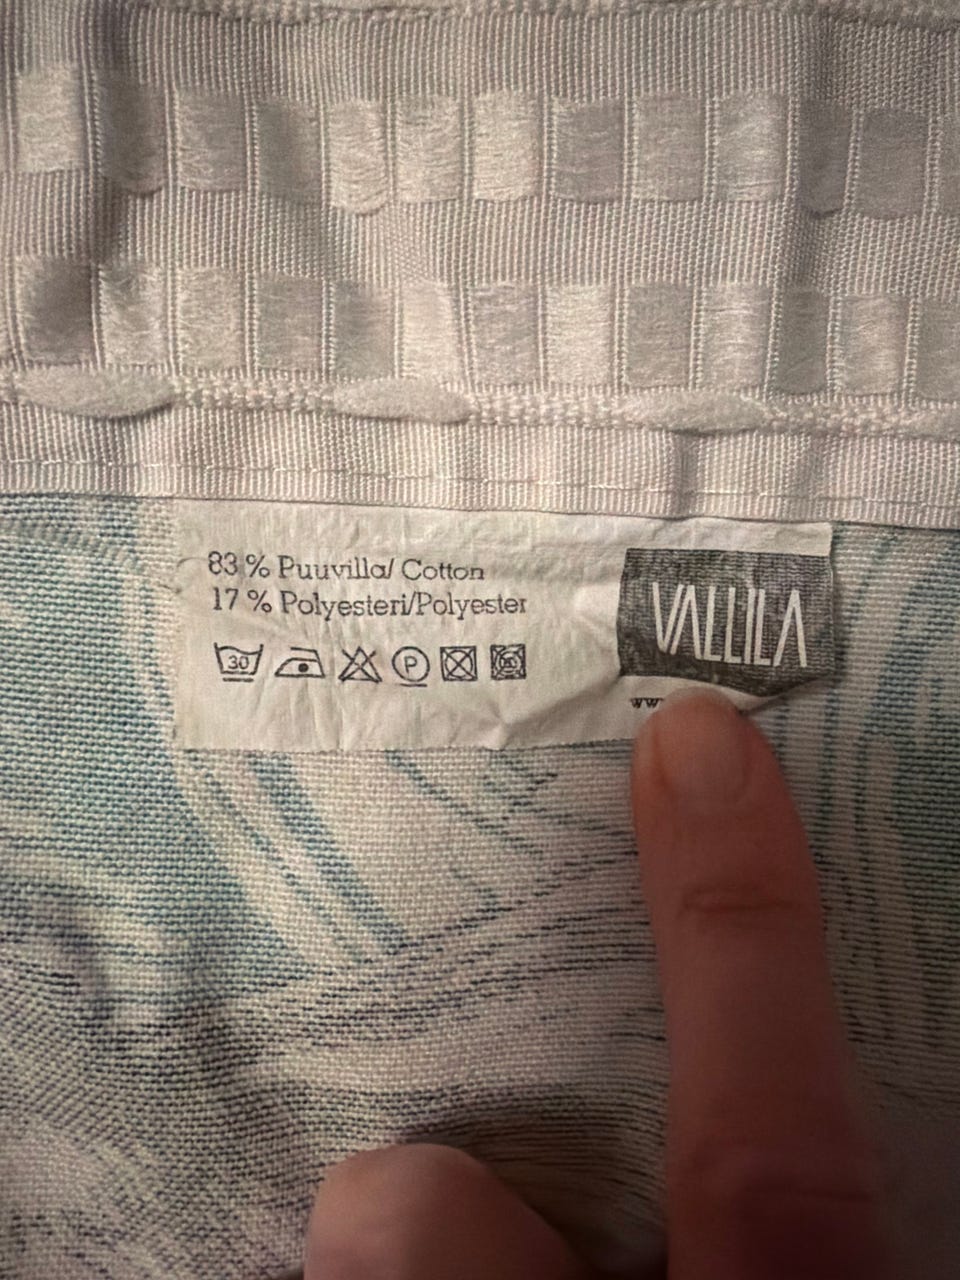 83 % Puuvilla/ Cotton
17 % Polyesteri/Polyester
30
P
VALLILA